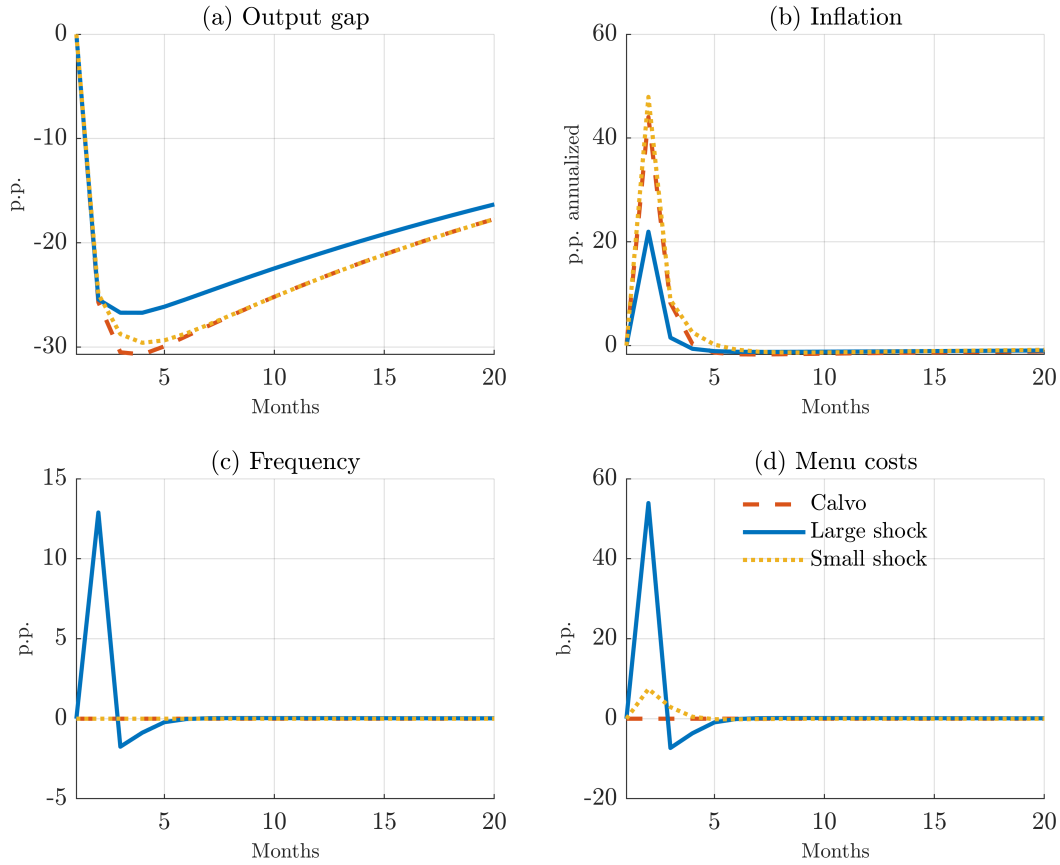 (a) Output gap
0
-10
-20
-30
p.p.
5
10
15
20
Months
(b) Inflation
60
40
20
0
p.p. annualized
5
10
15
20
Months
(c) Frequency
15
10
5
0
-5
p.p.
5
10
15
20
Months
(d) Menu costs
60
40
20
0
-20
b.p.
Calvo
Large shock
Small shock
5
10
15
20
Months